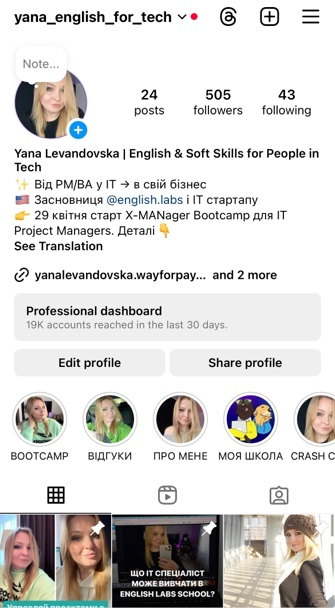 yana_english_for_tech
Note...
24
505
43
posts
followers
following
Yana Levandovska | English & Soft Skills for People in
Tech
✨ Від PM/BA у IT → в свій бізнес
🇺🇸 Засновниця @english.labs і IT стартапу
👉 29 квітня старт X-MANager Bootcamp для IT
Project Managers. Деталі 👇
See Translation
yanalevandovska.wayforpay... and 2 more
Professional dashboard
19K accounts reached in the last 30 days.
Edit profile
Share profile
BOOTCAMP
ВІДГУКИ
ПРО МЕНЕ
МОЯ ШКОЛА
CRASH C
ЩО ІТ СПЕЦІАЛІСТ
МОЖЕ ВИВЧАТИ В
ENGLISH LABS SCHOOL?